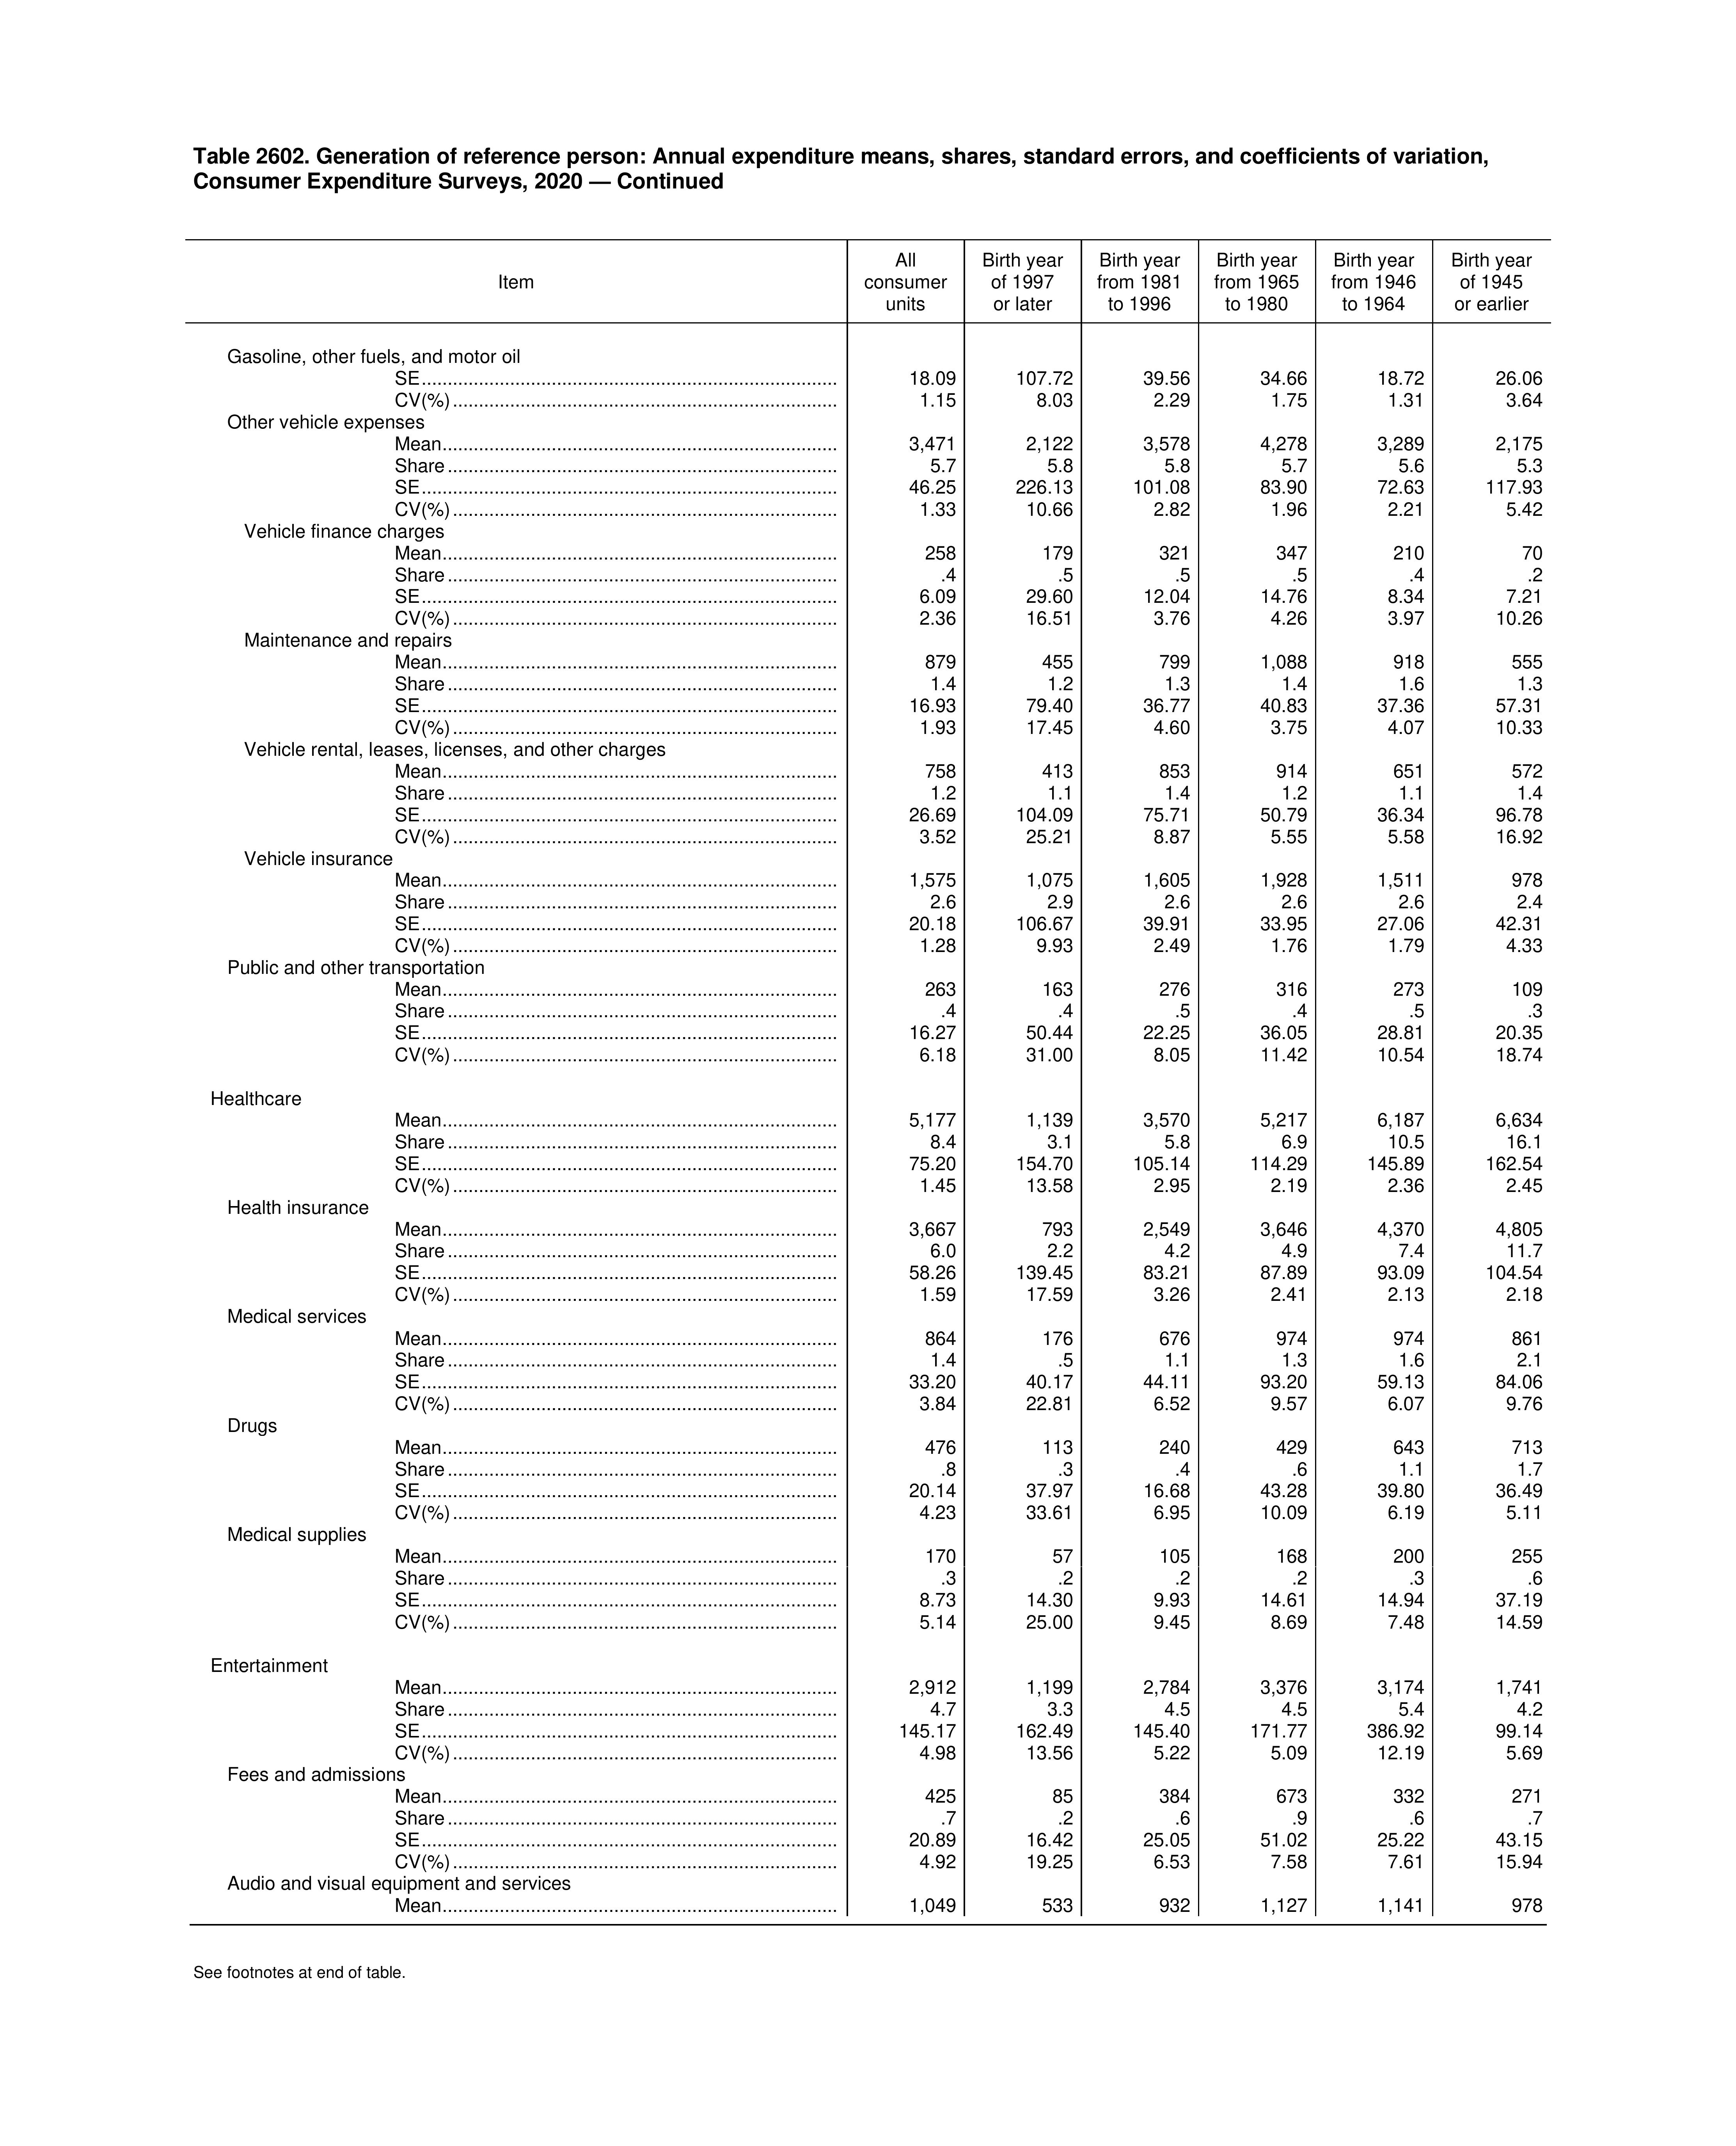 Table 2602. Generation of reference person: Annual expenditure means, shares, standard errors, and coefficients of variation,
Consumer Expenditure Surveys, 2020 — Continued
Item | All consumer units | Birth year of 1997 or later | Birth year from 1981 to 1996 | Birth year from 1965 to 1980 | Birth year from 1946 to 1964 | Birth year of 1945 or earlier
Gasoline, other fuels, and motor oil
SE 18.09 107.72 39.56 34.66 18.72 26.06
CV(%) 1.15 8.03 2.29 1.75 1.31 3.64
Other vehicle expenses
Mean 3,471 2,122 3,578 4,278 3,289 2,175
Share 5.7 5.8 5.8 5.7 5.6 5.3
SE 46.25 226.13 101.08 83.90 72.63 117.93
CV(%) 1.33 10.66 2.82 1.96 2.21 5.42
Vehicle finance charges
Mean 258 179 321 347 210 70
Share .4 .5 .5 .5 .4 .2
SE 6.09 29.60 12.04 14.76 8.34 7.21
CV(%) 2.36 16.51 3.76 4.26 3.97 10.26
Maintenance and repairs
Mean 879 455 799 1,088 918 555
Share 1.4 1.2 1.3 1.4 1.6 1.3
SE 16.93 79.40 36.77 40.83 37.36 57.31
CV(%) 1.93 17.45 4.60 3.75 4.07 10.33
Vehicle rental, leases, licenses, and other charges
Mean 758 413 853 914 651 572
Share 1.2 1.1 1.4 1.2 1.1 1.4
SE 26.69 104.09 75.71 50.79 36.34 96.78
CV(%) 3.52 25.21 8.87 5.55 5.58 16.92
Vehicle insurance
Mean 1,575 1,075 1,605 1,928 1,511 978
Share 2.6 2.9 2.6 2.6 2.6 2.4
SE 20.18 106.67 39.91 33.95 27.06 42.31
CV(%) 1.28 9.93 2.49 1.76 1.79 4.33
Public and other transportation
Mean 263 163 276 316 273 109
Share .4 .4 .5 .4 .5 .3
SE 16.27 50.44 22.25 36.05 28.81 20.35
CV(%) 6.18 31.00 8.05 11.42 10.54 18.74
Healthcare
Mean 5,177 1,139 3,570 5,217 6,187 6,634
Share 8.4 3.1 5.8 6.9 10.5 16.1
SE 75.20 154.70 105.14 114.29 145.89 162.54
CV(%) 1.45 13.58 2.95 2.19 2.36 2.45
Health insurance
Mean 3,667 793 2,549 3,646 4,370 4,805
Share 6.0 2.2 4.2 4.9 7.4 11.7
SE 58.26 139.45 83.21 87.89 93.09 104.54
CV(%) 1.59 17.59 3.26 2.41 2.13 2.18
Medical services
Mean 864 176 676 974 974 861
Share 1.4 .5 1.1 1.3 1.6 2.1
SE 33.20 40.17 44.11 93.20 59.13 84.06
CV(%) 3.84 22.81 6.52 9.57 6.07 9.76
Drugs
Mean 476 113 240 429 643 713
Share .8 .3 .4 .6 1.1 1.7
SE 20.14 37.97 16.68 43.28 39.80 36.49
CV(%) 4.23 33.61 6.95 10.09 6.19 5.11
Medical supplies
Mean 170 57 105 168 200 255
Share .3 .2 .2 .2 .3 .6
SE 8.73 14.30 9.93 14.61 14.94 37.19
CV(%) 5.14 25.00 9.45 8.69 7.48 14.59
Entertainment
Mean 2,912 1,199 2,784 3,376 3,174 1,741
Share 4.7 3.3 4.5 4.5 5.4 4.2
SE 145.17 162.49 145.40 171.77 386.92 99.14
CV(%) 4.98 13.56 5.22 5.09 12.19 5.69
Fees and admissions
Mean 425 85 384 673 332 271
Share .7 .2 .6 .9 .6 .7
SE 20.89 16.42 25.05 51.02 25.22 43.15
CV(%) 4.92 19.25 6.53 7.58 7.61 15.94
Audio and visual equipment and services
Mean 1,049 533 932 1,127 1,141 978
See footnotes at end of table.